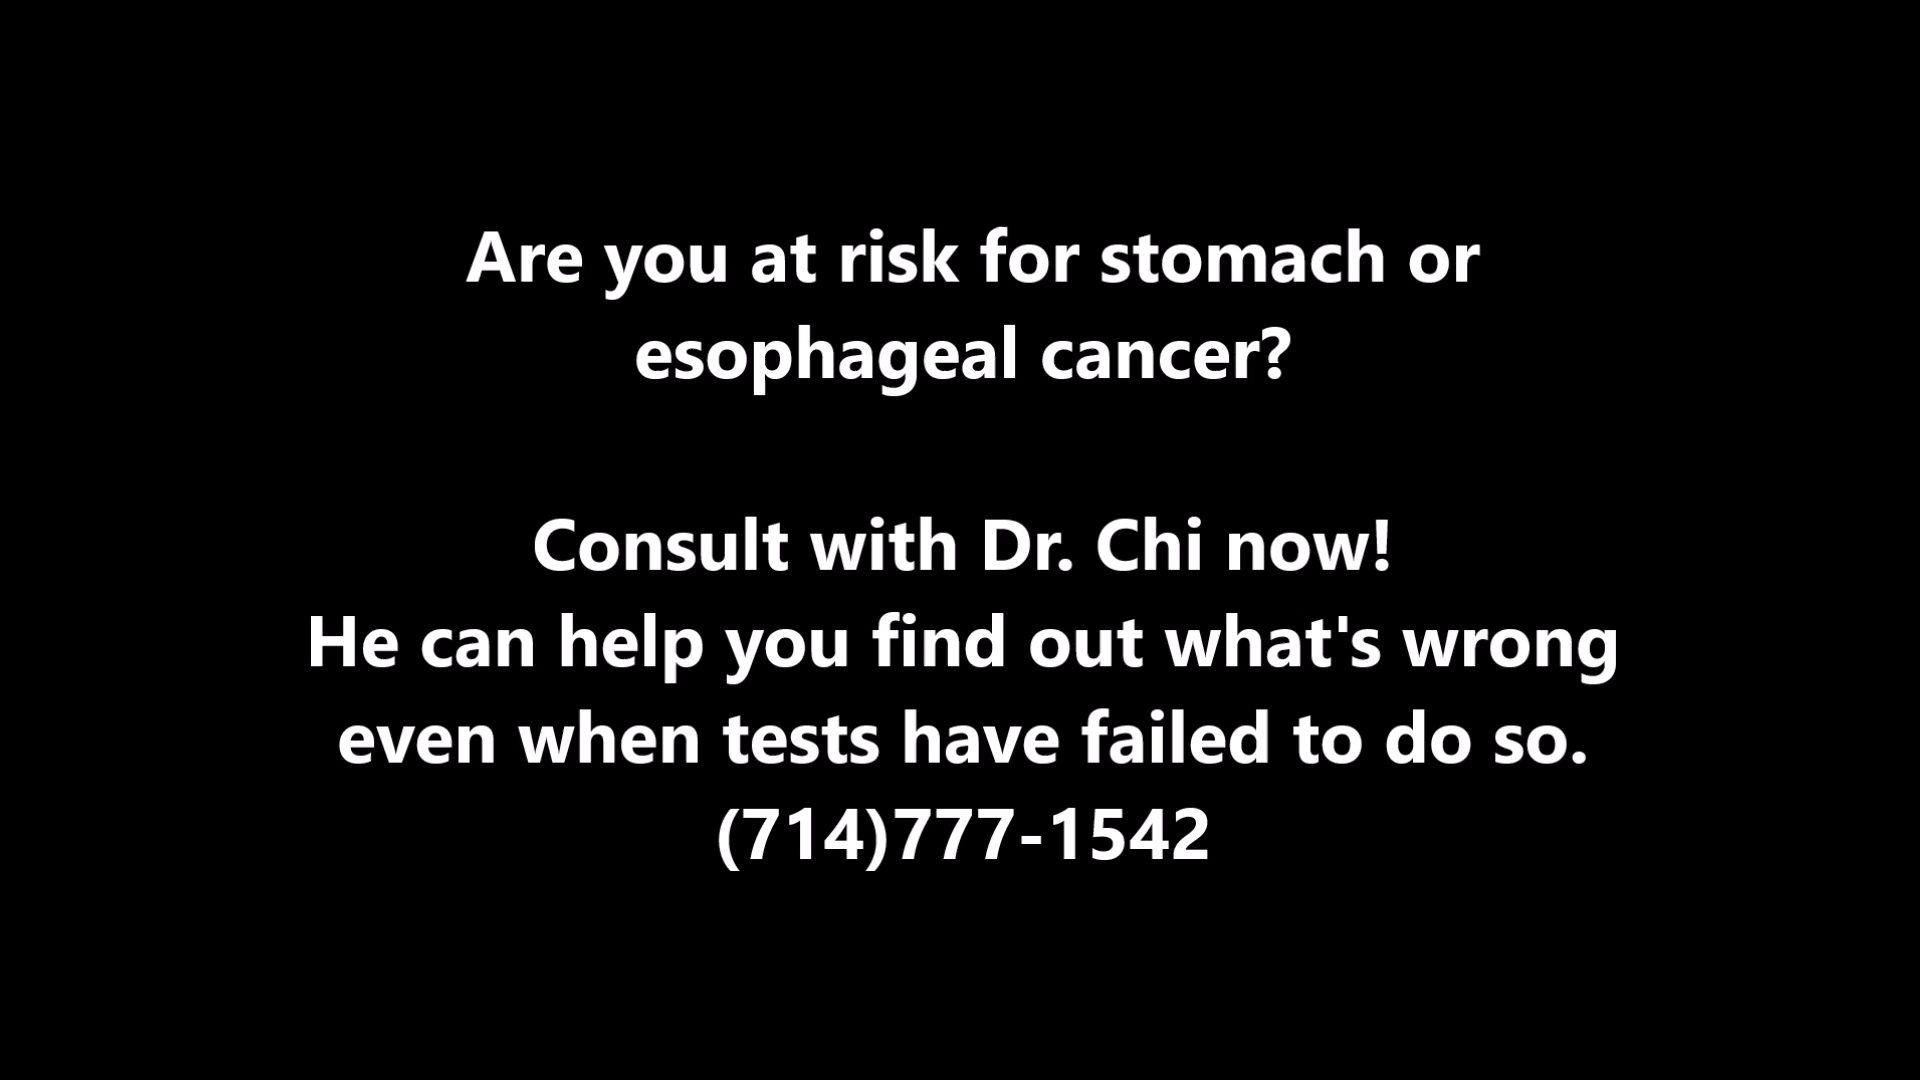 Are you at risk for stomach or
esophageal cancer?
Consult with Dr. Chi now!
He can help you find out what's wrong
even when tests have failed to do so.
(714)777-1542